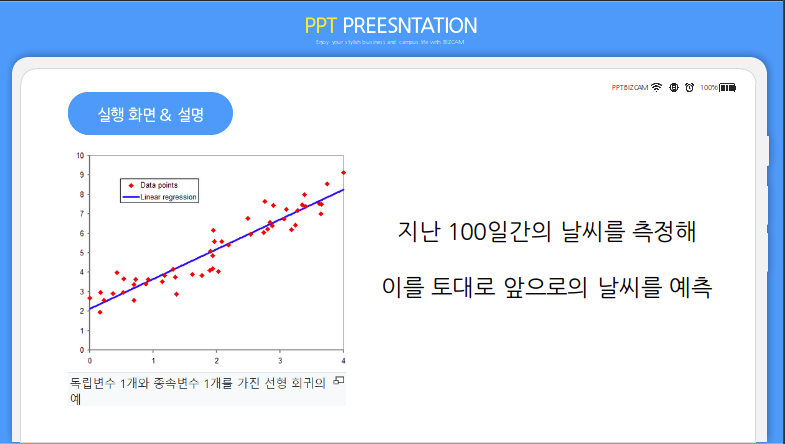 PPT PREESNTATION
Enjoy your stylish business and campus life with BIZCAM
PPTBIZCAM 100%
실행 화면 & 설명
10
9
8
7
6
5
4
3
2
1
0
Data points
Linear regression
0 1 2 3 4
독립변수 1개와 종속변수 1개를 가진 선형 회귀의
예
지난 100일간의 날씨를 측정해
이를 토대로 앞으로의 날씨를 예측